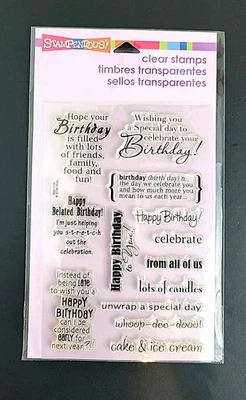 STAMPENDOUS!
clear stamps
timbres transparentes
sellos transparentes
Hope your
Birthday
is filled
with lots
of friends,
family,
food and
fun!
Wishing you
a Special day to
celebrate your
Birthday!
birthday (birth' day) n.
the day we celebrate you
and how much more you
mean to us each year...
Happy
Belated Birthday!
I'm just helping
you s-t-r-e-t-c-h
out the
celebration.
Happy Birthday
to You!
Happy Birthday!
celebrate
from all of us
lots of candles
Instead of
being late
to wish you a
HAPPY
BIRTHDAY
can I be
considered
early for
next year?!
unwrap a special day
whoop-dee-dooo!
cake & ice cream